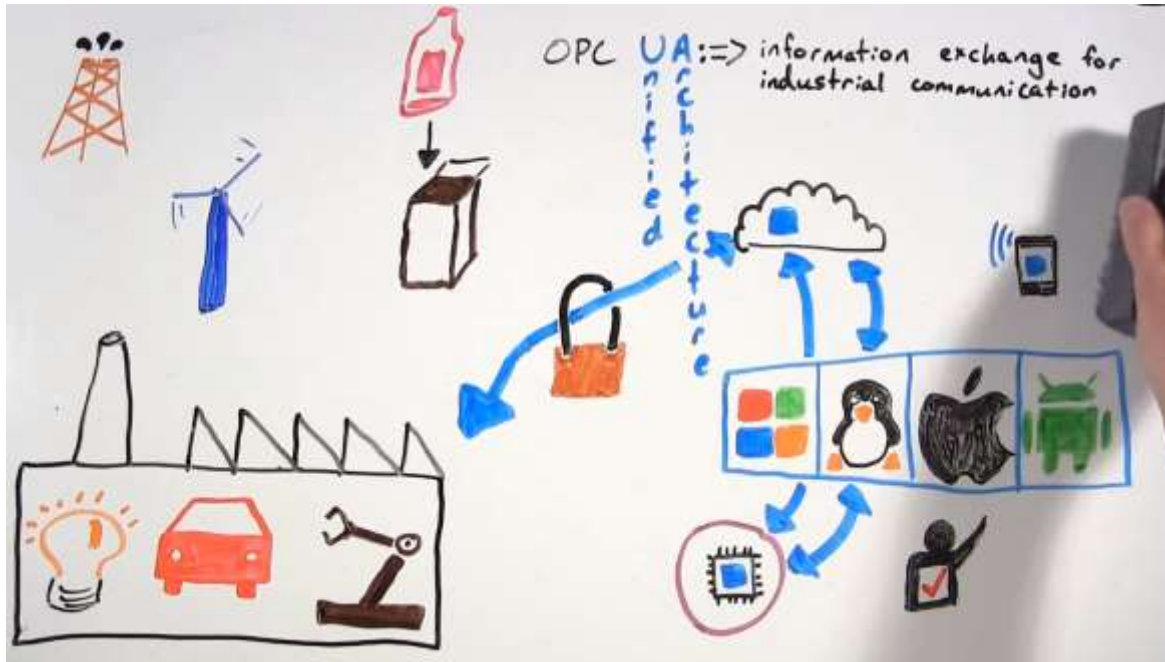 OPC UA :=> information exchange for
industrial communication
Unified
Architecture